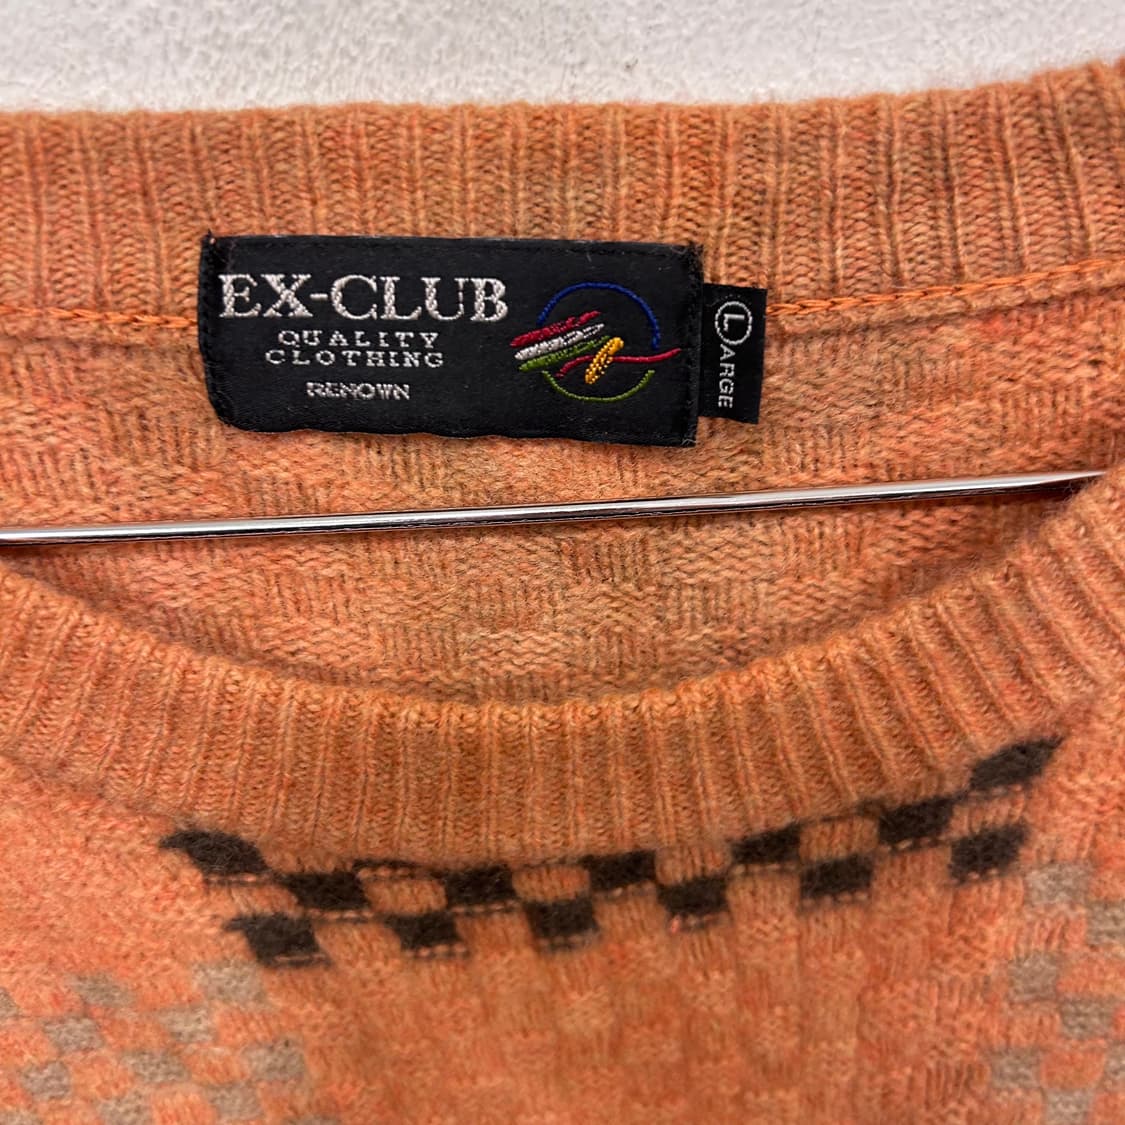 EX-CLUB
QUALITY
CLOTHING
RENOWN
LARGE